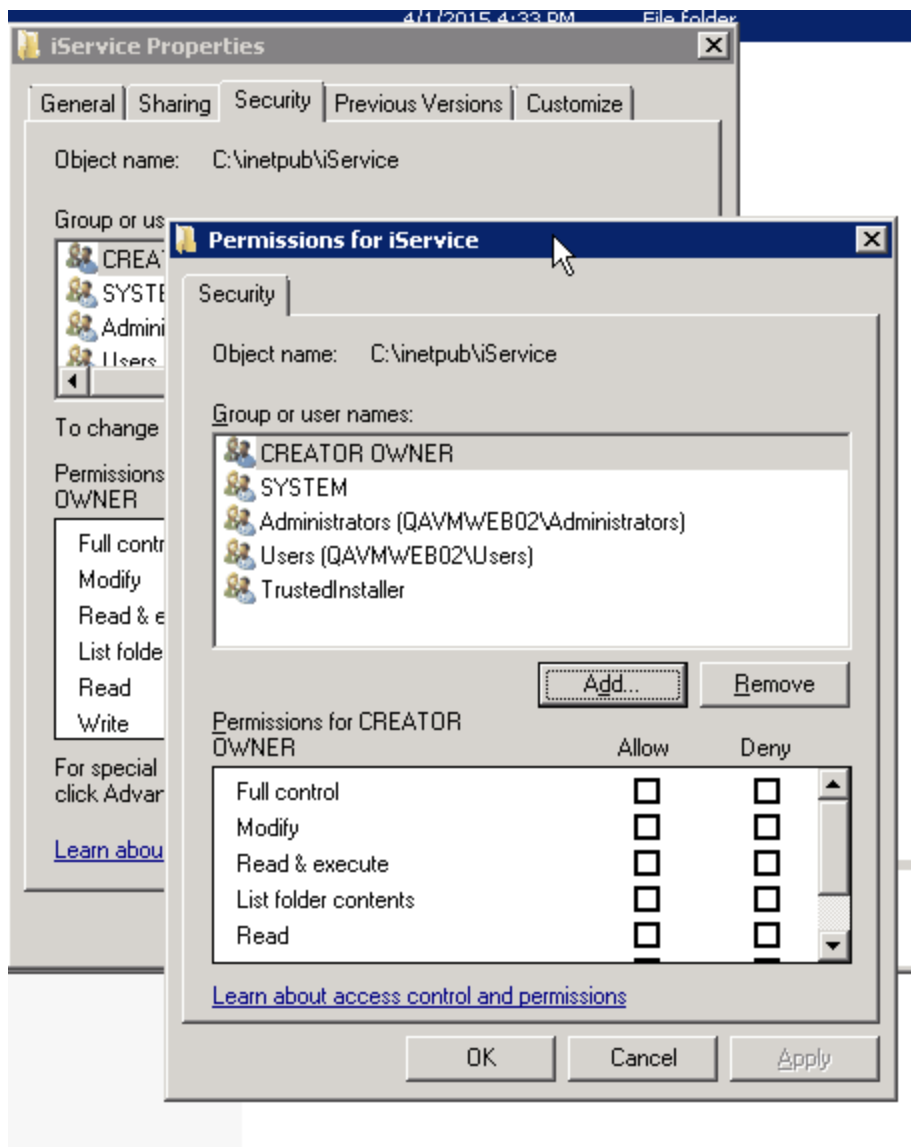 4/1/2015 4:33 PM File folder
iService Properties
General Sharing Security Previous Versions Customize
Object name: C:\inetpub\iService
Group or us
CREA
SYSTE
Admini
Users
To change
Permissions
OWNER
Full contr
Modify
Read & e
List folde
Read
Write
For special
click Advar
Learn abou
Permissions for iService
Security
Object name: C:\inetpub\iService
Group or user names:
CREATOR OWNER
SYSTEM
Administrators (QAVMWEB02\Administrators)
Users (QAVMWEB02\Users)
TrustedInstaller
Add... Remove
Permissions for CREATOR
OWNER Allow Deny
Full control
Modify
Read & execute
List folder contents
Read
Learn about access control and permissions
OK Cancel Apply